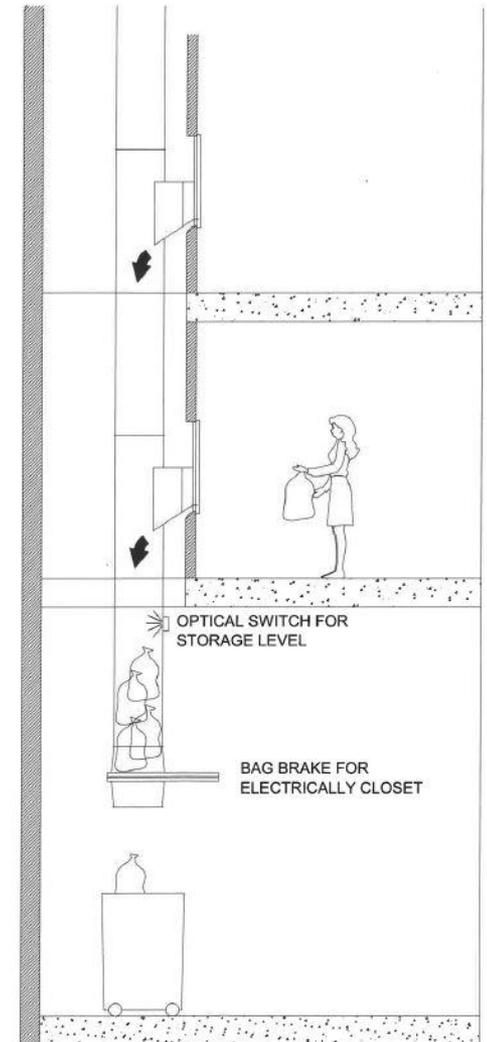 OPTICAL SWITCH FOR
STORAGE LEVEL
BAG BRAKE FOR
ELECTRICALLY CLOSET